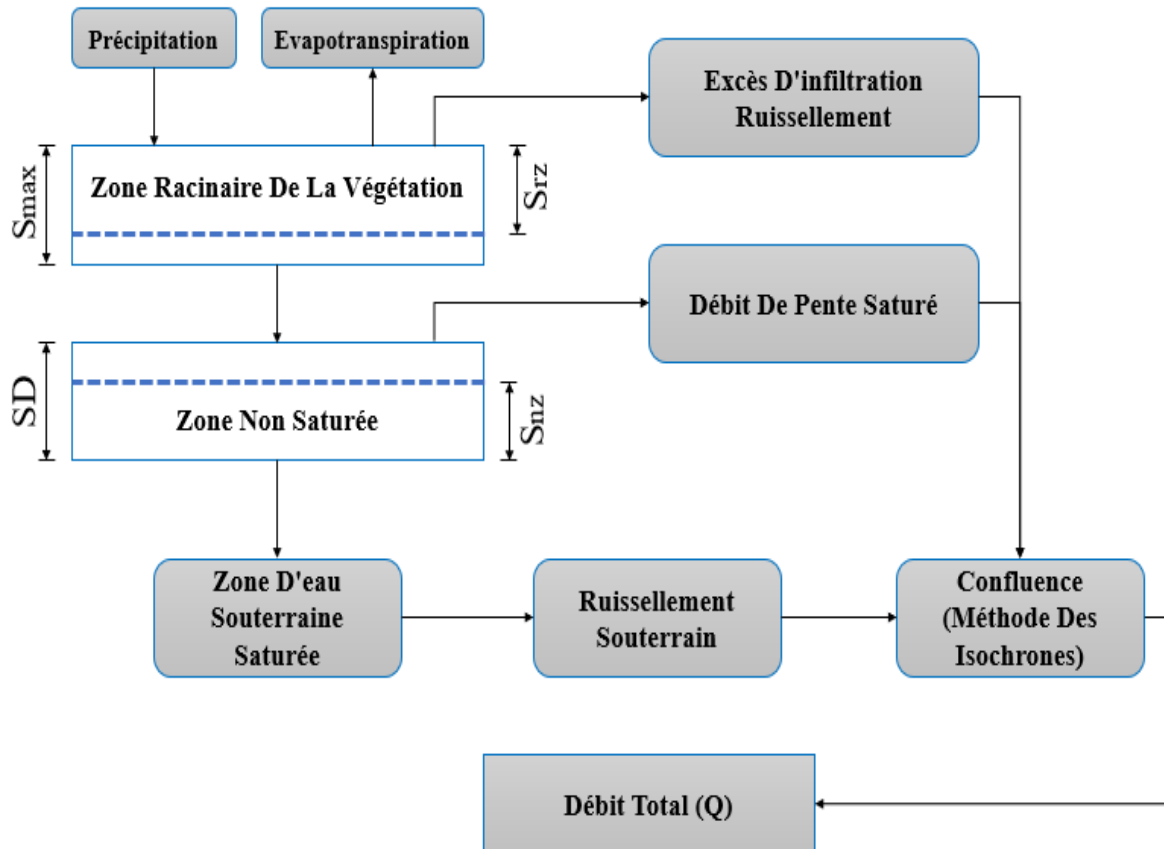 Précipitation
Evapotranspiration
Excès D'infiltration
Ruissellement
Smax
Zone Racinaire De La Végétation
Srz
Débit De Pente Saturé
SD
Zone Non Saturée
Snz
Zone D'eau
Souterraine
Saturée
Ruissellement
Souterrain
Confluence
(Méthode Des
Isochrones)
Débit Total (Q)